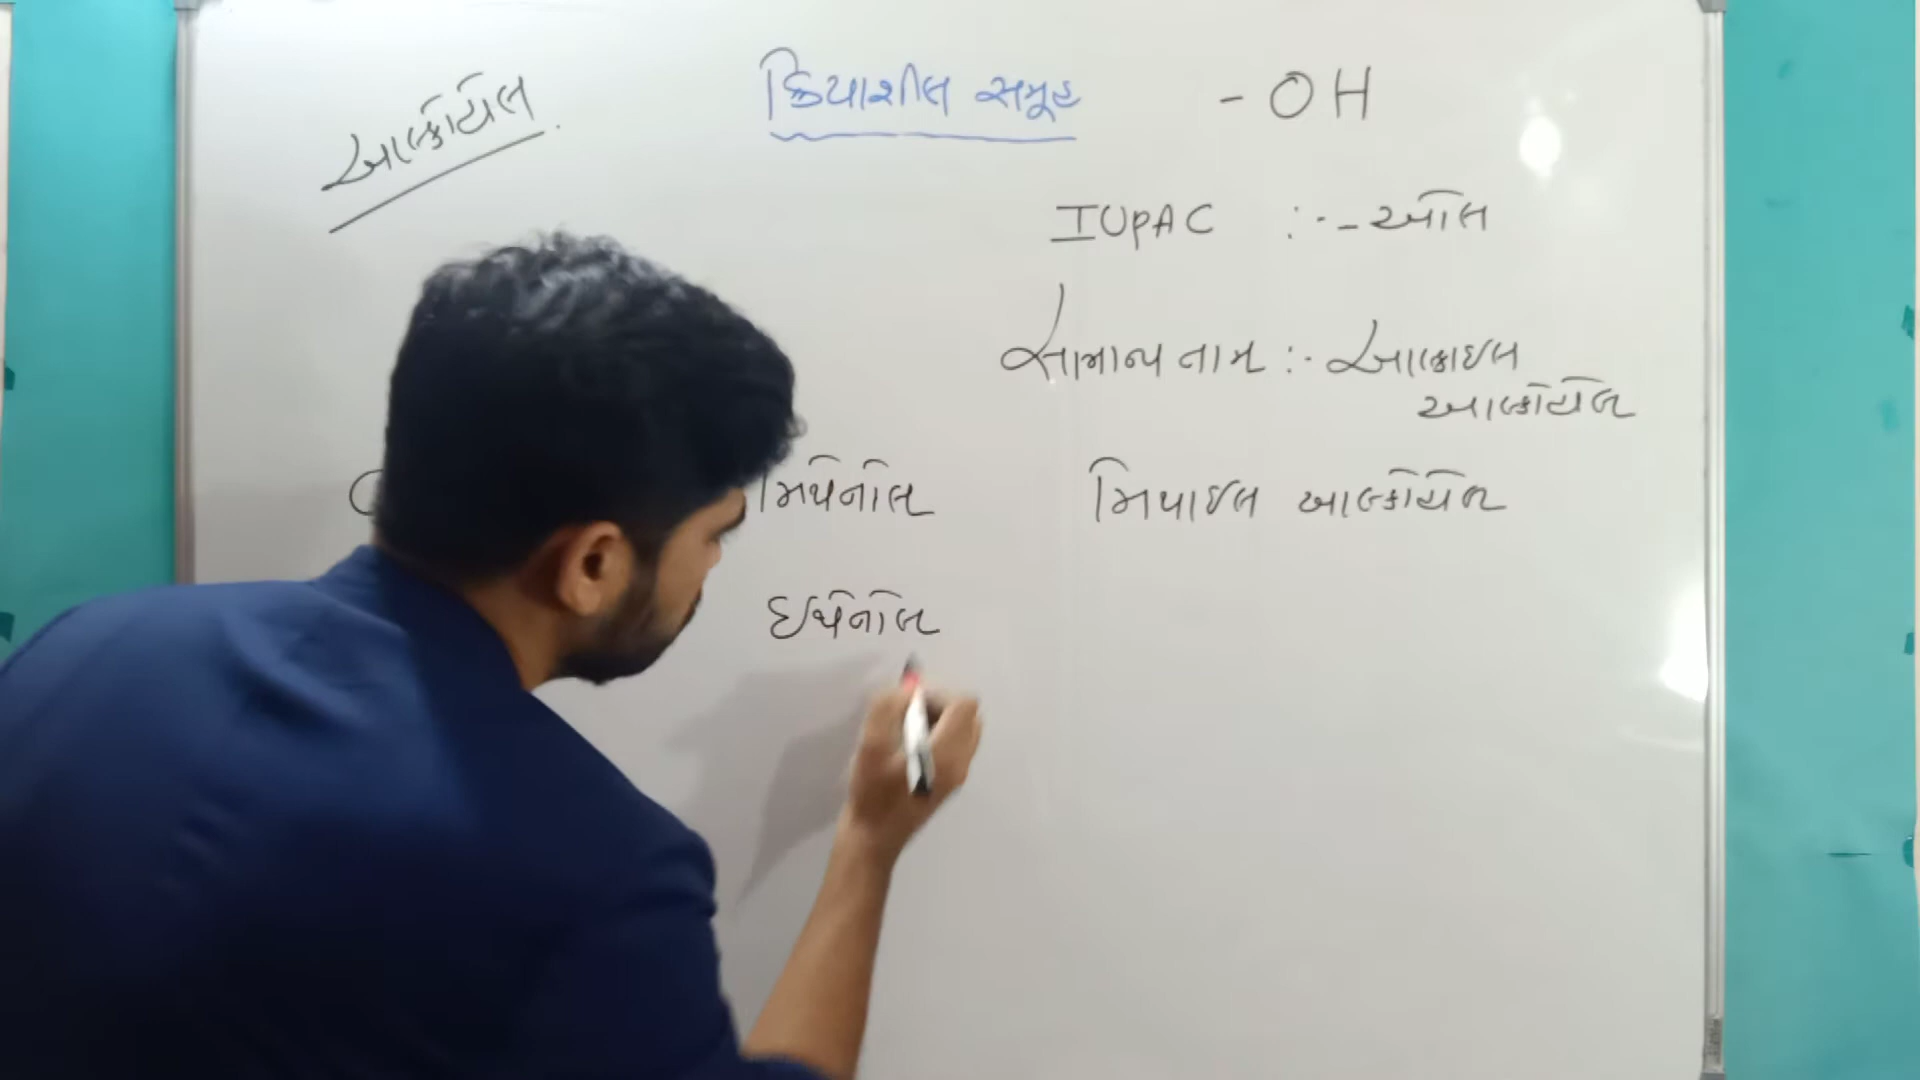 આલ્કોહોલ.
ક્રિયાશીલ સમૂહ - OH
IUPAC :- - ઓલ
સામાન્ય નામ :- આલ્કાઇલ
આલ્કોહોલ
મિથેનોલ મિથાઇલ આલ્કોહોલ
ઇથેનોલ